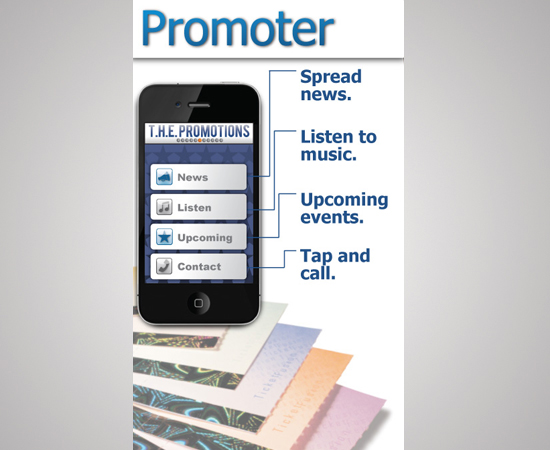 Promoter
Spread
news.
T.H.E. PROMOTIONS
News
Listen to
music.
Listen
Upcoming
events.
Upcoming
Tap and
call.
Contact